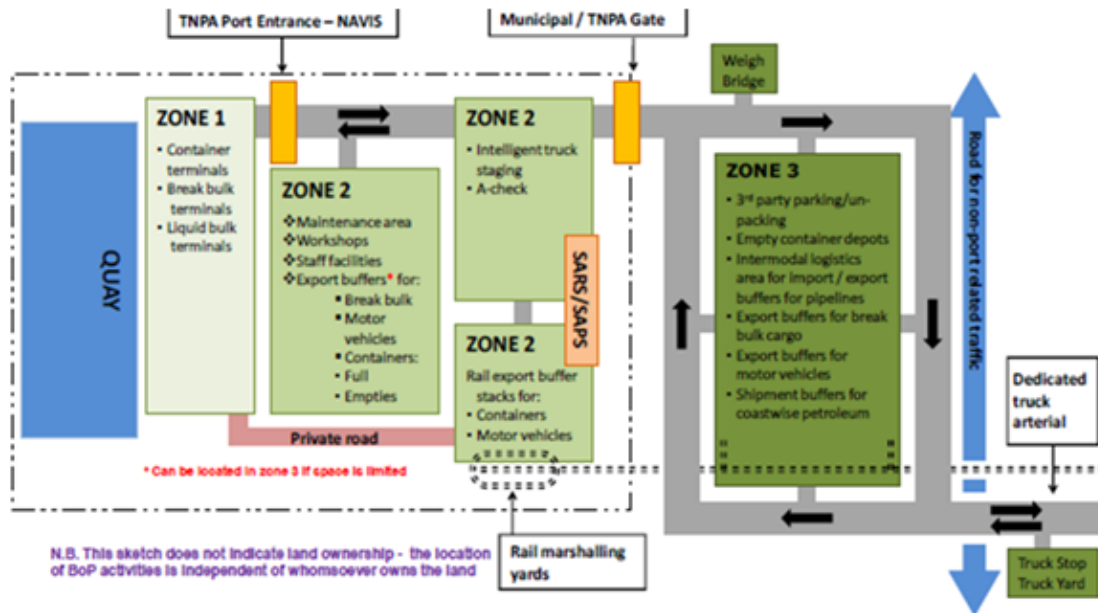 TNPA Port Entrance – NAVIS
Municipal / TNPA Gate
Weigh
Bridge
QUAY
ZONE 1
• Container
terminals
• Break bulk
terminals
• Liquid bulk
terminals
ZONE 2
❖Maintenance area
❖Workshops
❖Staff facilities
❖Export buffers* for:
▪ Break bulk
▪ Motor
vehicles
▪ Containers:
▪ Full
▪ Empties
ZONE 2
• Intelligent truck
staging
• A-check
SARS/SAPS
ZONE 2
Rail export buffer
stacks for:
• Containers
• Motor vehicles
Private road
* Can be located in zone 3 if space is limited
ZONE 3
• 3rd party parking/un-
packing
• Empty container depots
• Intermodal logistics
area for import / export
buffers for pipelines
• Export buffers for break
bulk cargo
• Export buffers for
motor vehicles
• Shipment buffers for
coastwise petroleum
Road for non-port related traffic
Dedicated
truck
arterial
N.B. This sketch does not indicate land ownership - the location
of BoP activities is independent of whomsoever owns the land
Rail marshalling
yards
Truck Stop
Truck Yard